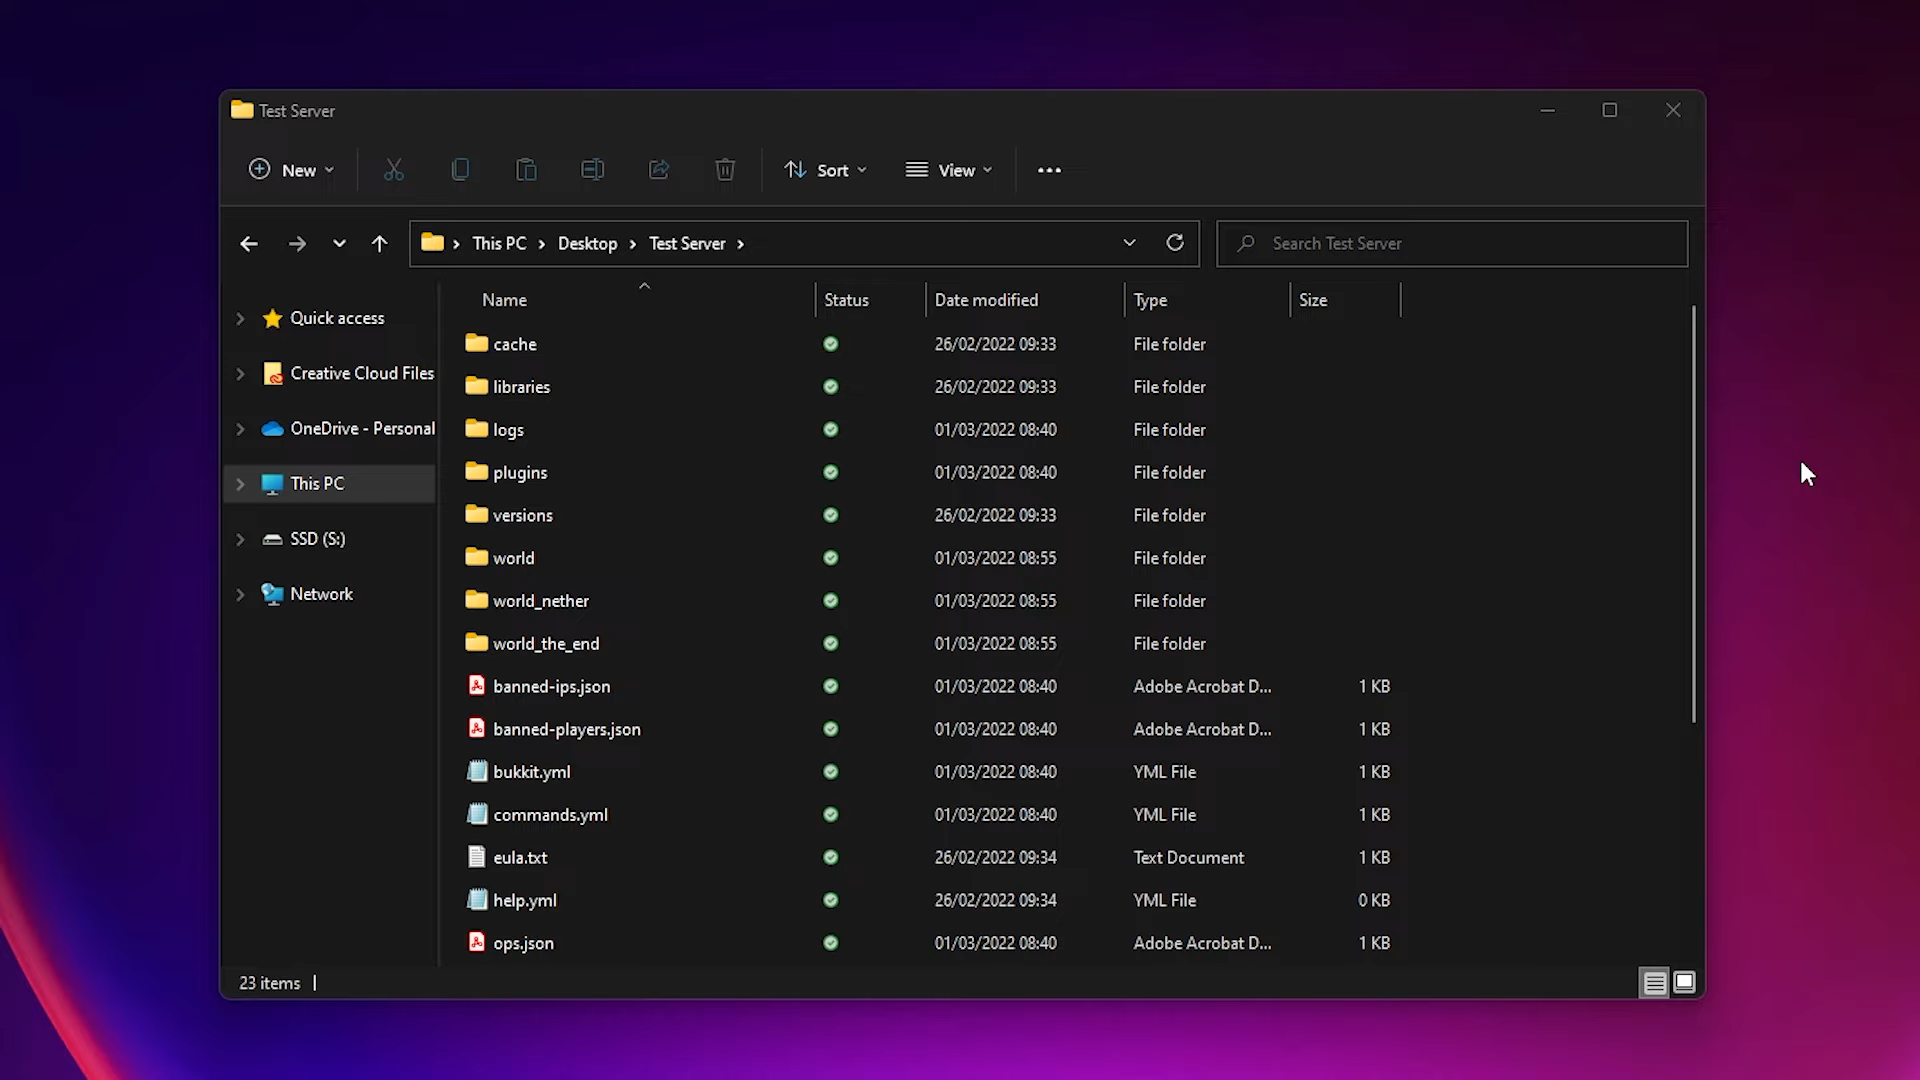 Test Server
New Sort View
This PC Desktop Test Server Search Test Server
Name Status Date modified Type Size
Quick access
Creative Cloud Files
OneDrive - Personal
This PC
SSD (S:)
Network
cache 26/02/2022 09:33 File folder
libraries 26/02/2022 09:33 File folder
logs 01/03/2022 08:40 File folder
plugins 01/03/2022 08:40 File folder
versions 26/02/2022 09:33 File folder
world 01/03/2022 08:55 File folder
world_nether 01/03/2022 08:55 File folder
world_the_end 01/03/2022 08:55 File folder
banned-ips.json 01/03/2022 08:40 Adobe Acrobat D... 1 KB
banned-players.json 01/03/2022 08:40 Adobe Acrobat D... 1 KB
bukkit.yml 01/03/2022 08:40 YML File 1 KB
commands.yml 01/03/2022 08:40 YML File 1 KB
eula.txt 26/02/2022 09:34 Text Document 1 KB
help.yml 26/02/2022 09:34 YML File 0 KB
ops.json 01/03/2022 08:40 Adobe Acrobat D... 1 KB
23 items